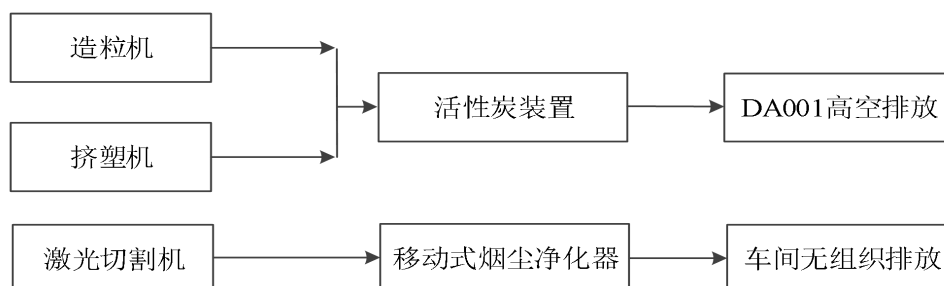 造粒机
活性炭装置
DA001高空排放
挤塑机
激光切割机
移动式烟尘净化器
车间无组织排放